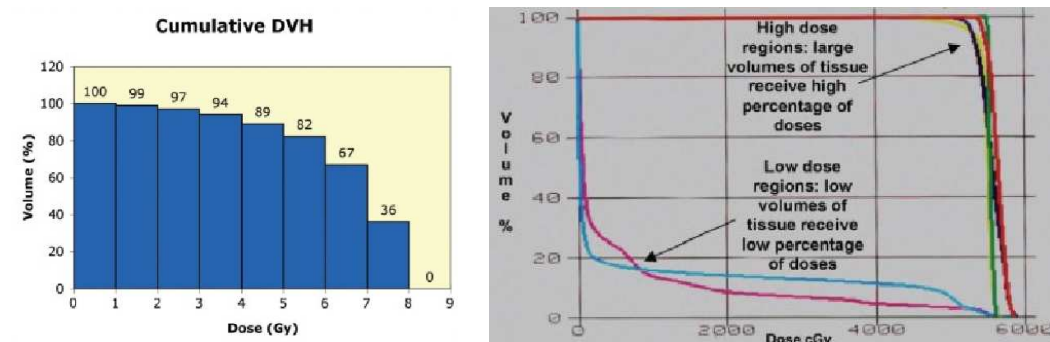 Cumulative DVH
Volume (%)
120
100
80
60
40
20
0
100
99
97
94
89
82
67
36
0
0 1 2 3 4 5 6 7 8 9
Dose (Gy)
Volume %
100
80
60
40
20
0
High dose
regions: large
volumes of tissue
receive high
percentage of
doses
Low dose
regions: low
volumes of
tissue receive
low percentage
of doses
0 2000 4000 6000
Dose cGy